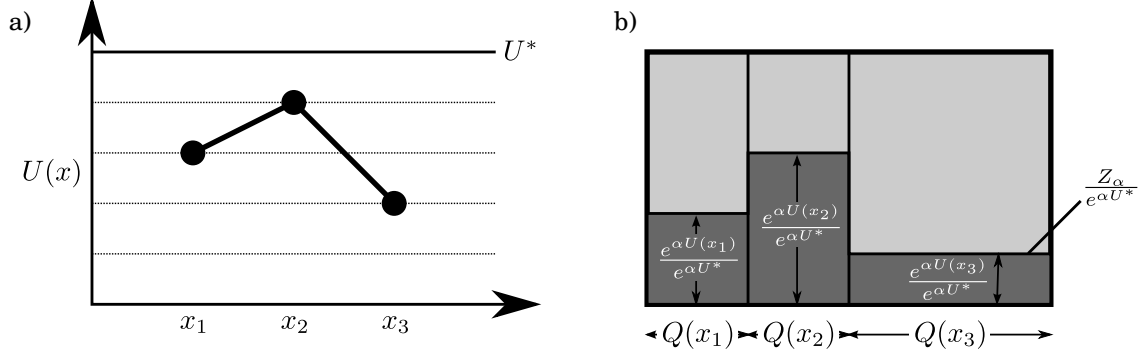 a)
U*
U(x)
x₁ x₂ x₃
b)
e^{αU(x₁)} / e^{αU*}
e^{αU(x₂)} / e^{αU*}
e^{αU(x₃)} / e^{αU*}
Z_α / e^{αU*}
Q(x₁) Q(x₂) Q(x₃)